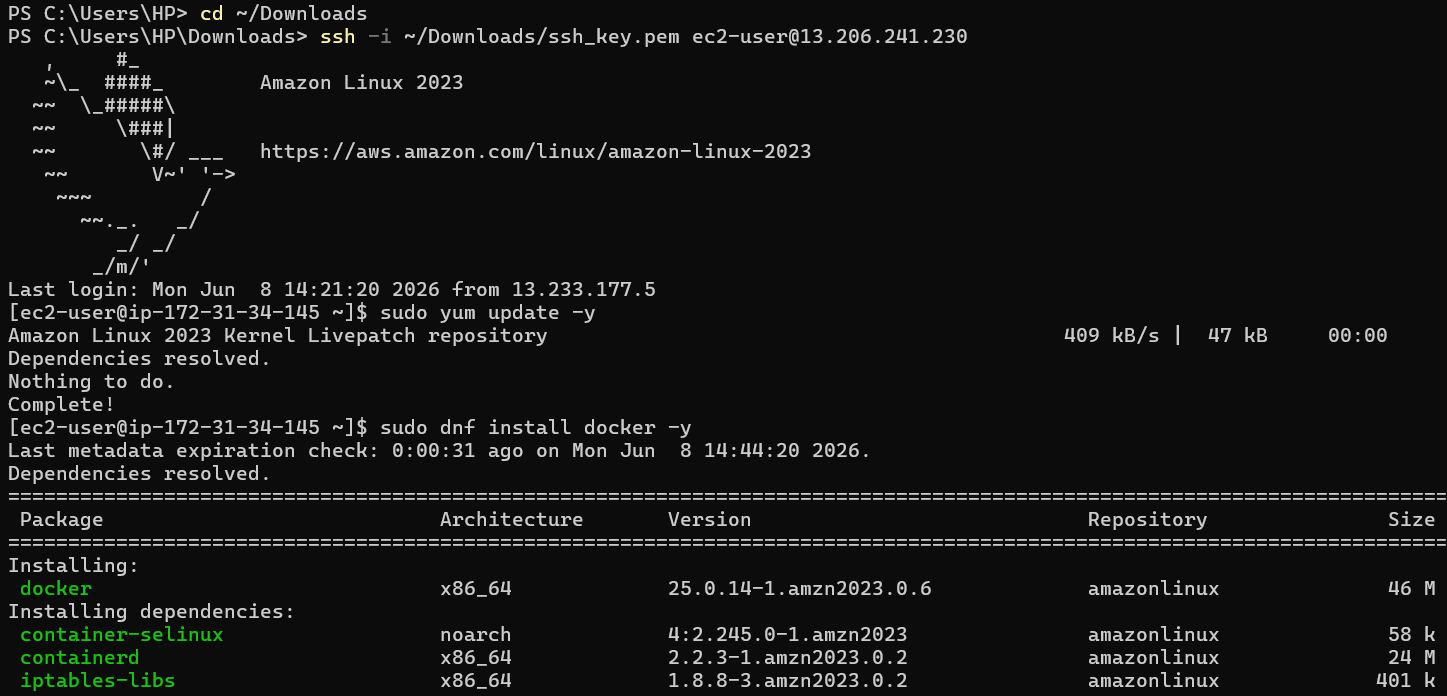 PS C:\Users\HP> cd ~/Downloads
PS C:\Users\HP\Downloads> ssh -i ~/Downloads/ssh_key.pem ec2-user@13.206.241.230
   ,     #_
   ~\_  ####_        Amazon Linux 2023
  ~~  \_#####\
  ~~     \###|
  ~~       \#/ ___   https://aws.amazon.com/linux/amazon-linux-2023
   ~~       V~' '->
    ~~~         /
      ~~._.   _/
         _/ _/
       _/m/'
Last login: Mon Jun  8 14:21:20 2026 from 13.233.177.5
[ec2-user@ip-172-31-34-145 ~]$ sudo yum update -y
Amazon Linux 2023 Kernel Livepatch repository                                           409 kB/s |  47 kB     00:00
Dependencies resolved.
Nothing to do.
Complete!
[ec2-user@ip-172-31-34-145 ~]$ sudo dnf install docker -y
Last metadata expiration check: 0:00:31 ago on Mon Jun  8 14:44:20 2026.
Dependencies resolved.
========================================================================================================================
 Package                            Architecture       Version                            Repository               Size
========================================================================================================================
Installing:
 docker                             x86_64             25.0.14-1.amzn2023.0.6             amazonlinux              46 M
Installing dependencies:
 container-selinux                  noarch             4:2.245.0-1.amzn2023               amazonlinux              58 k
 containerd                         x86_64             2.2.3-1.amzn2023.0.2               amazonlinux              24 M
 iptables-libs                      x86_64             1.8.8-3.amzn2023.0.2               amazonlinux             401 k